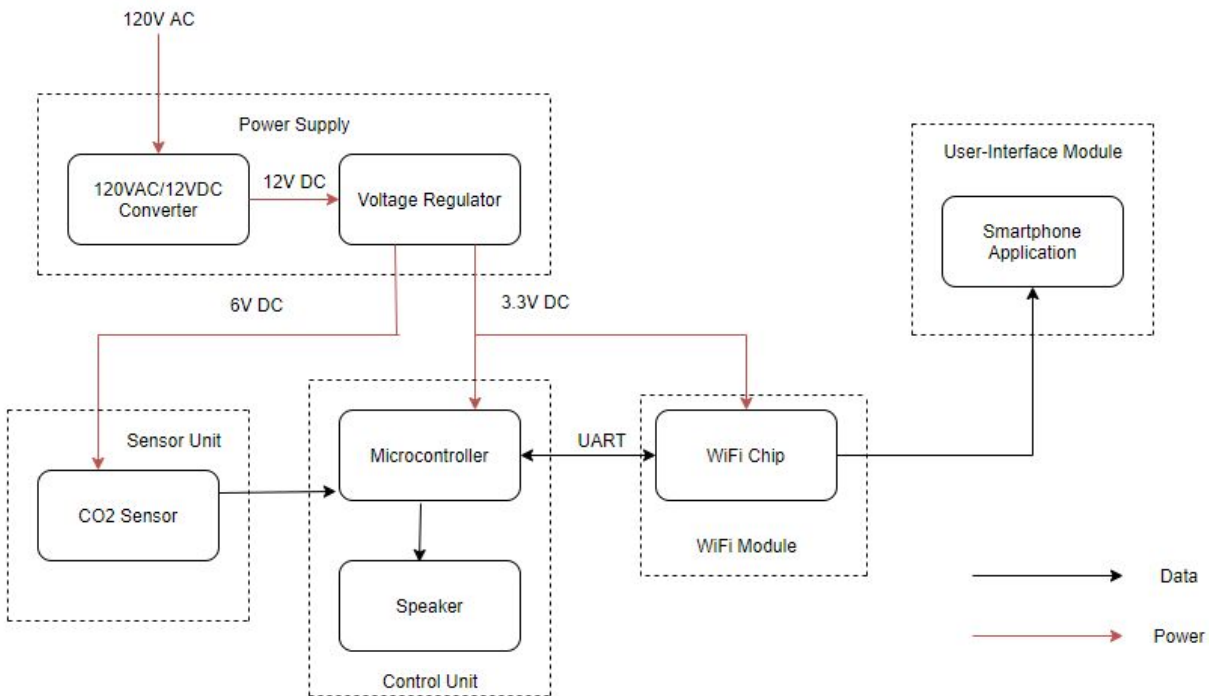 120V AC
Power Supply
120VAC/12VDC
Converter
12V DC
Voltage Regulator
User-Interface Module
Smartphone
Application
6V DC
3.3V DC
Sensor Unit
CO2 Sensor
Microcontroller
UART
WiFi Chip
WiFi Module
Speaker
Control Unit
Data
Power